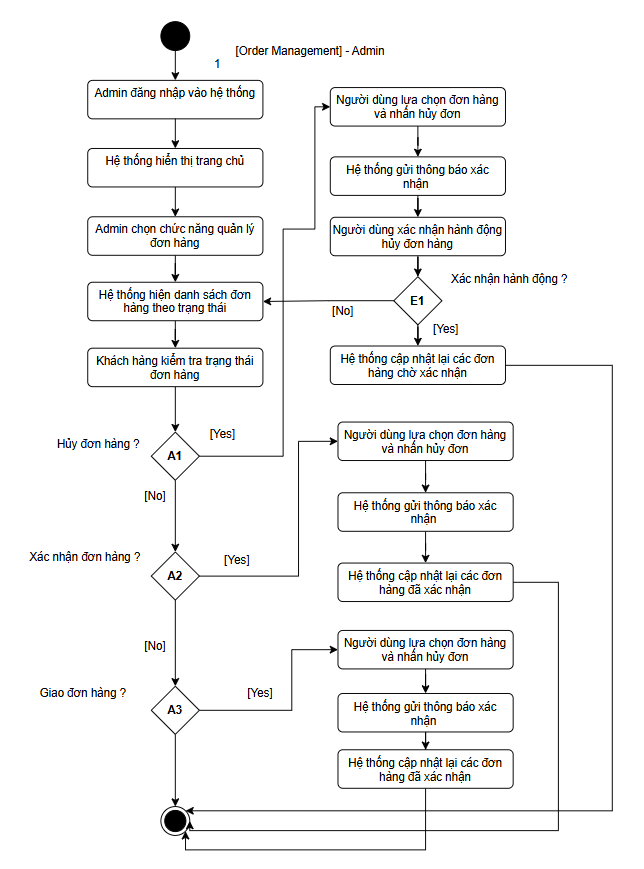 [Order Management] - Admin
1
Admin đăng nhập vào hệ thống
Hệ thống hiển thị trang chủ
Admin chọn chức năng quản lý
đơn hàng
Hệ thống hiện danh sách đơn
hàng theo trạng thái
Khách hàng kiểm tra trạng thái
đơn hàng
Hủy đơn hàng ?
A1
[Yes]
[No]
Người dùng lựa chọn đơn hàng
và nhấn hủy đơn
Hệ thống gửi thông báo xác
nhận
Người dùng xác nhận hành động
hủy đơn hàng
Xác nhận hành động ?
E1
[No]
[Yes]
Hệ thống cập nhật lại các đơn
hàng chờ xác nhận
Xác nhận đơn hàng ?
A2
[Yes]
[No]
Người dùng lựa chọn đơn hàng
và nhấn hủy đơn
Hệ thống gửi thông báo xác
nhận
Hệ thống cập nhật lại các đơn
hàng đã xác nhận
Giao đơn hàng ?
A3
[Yes]
Người dùng lựa chọn đơn hàng
và nhấn hủy đơn
Hệ thống gửi thông báo xác
nhận
Hệ thống cập nhật lại các đơn
hàng đã xác nhận